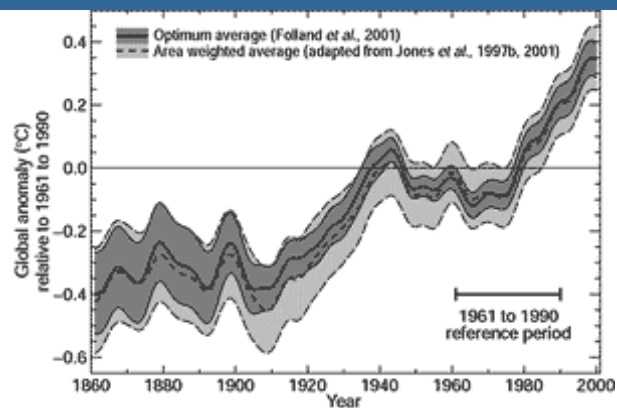 Optimum average (Folland et al., 2001)
Area weighted average (adapted from Jones et al., 1997b, 2001)
Global anomaly (°C)
relative to 1961 to 1990
0.4
0.2
0.0
-0.2
-0.4
-0.6
1961 to 1990
reference period
1860 1880 1900 1920 1940 1960 1980 2000
Year